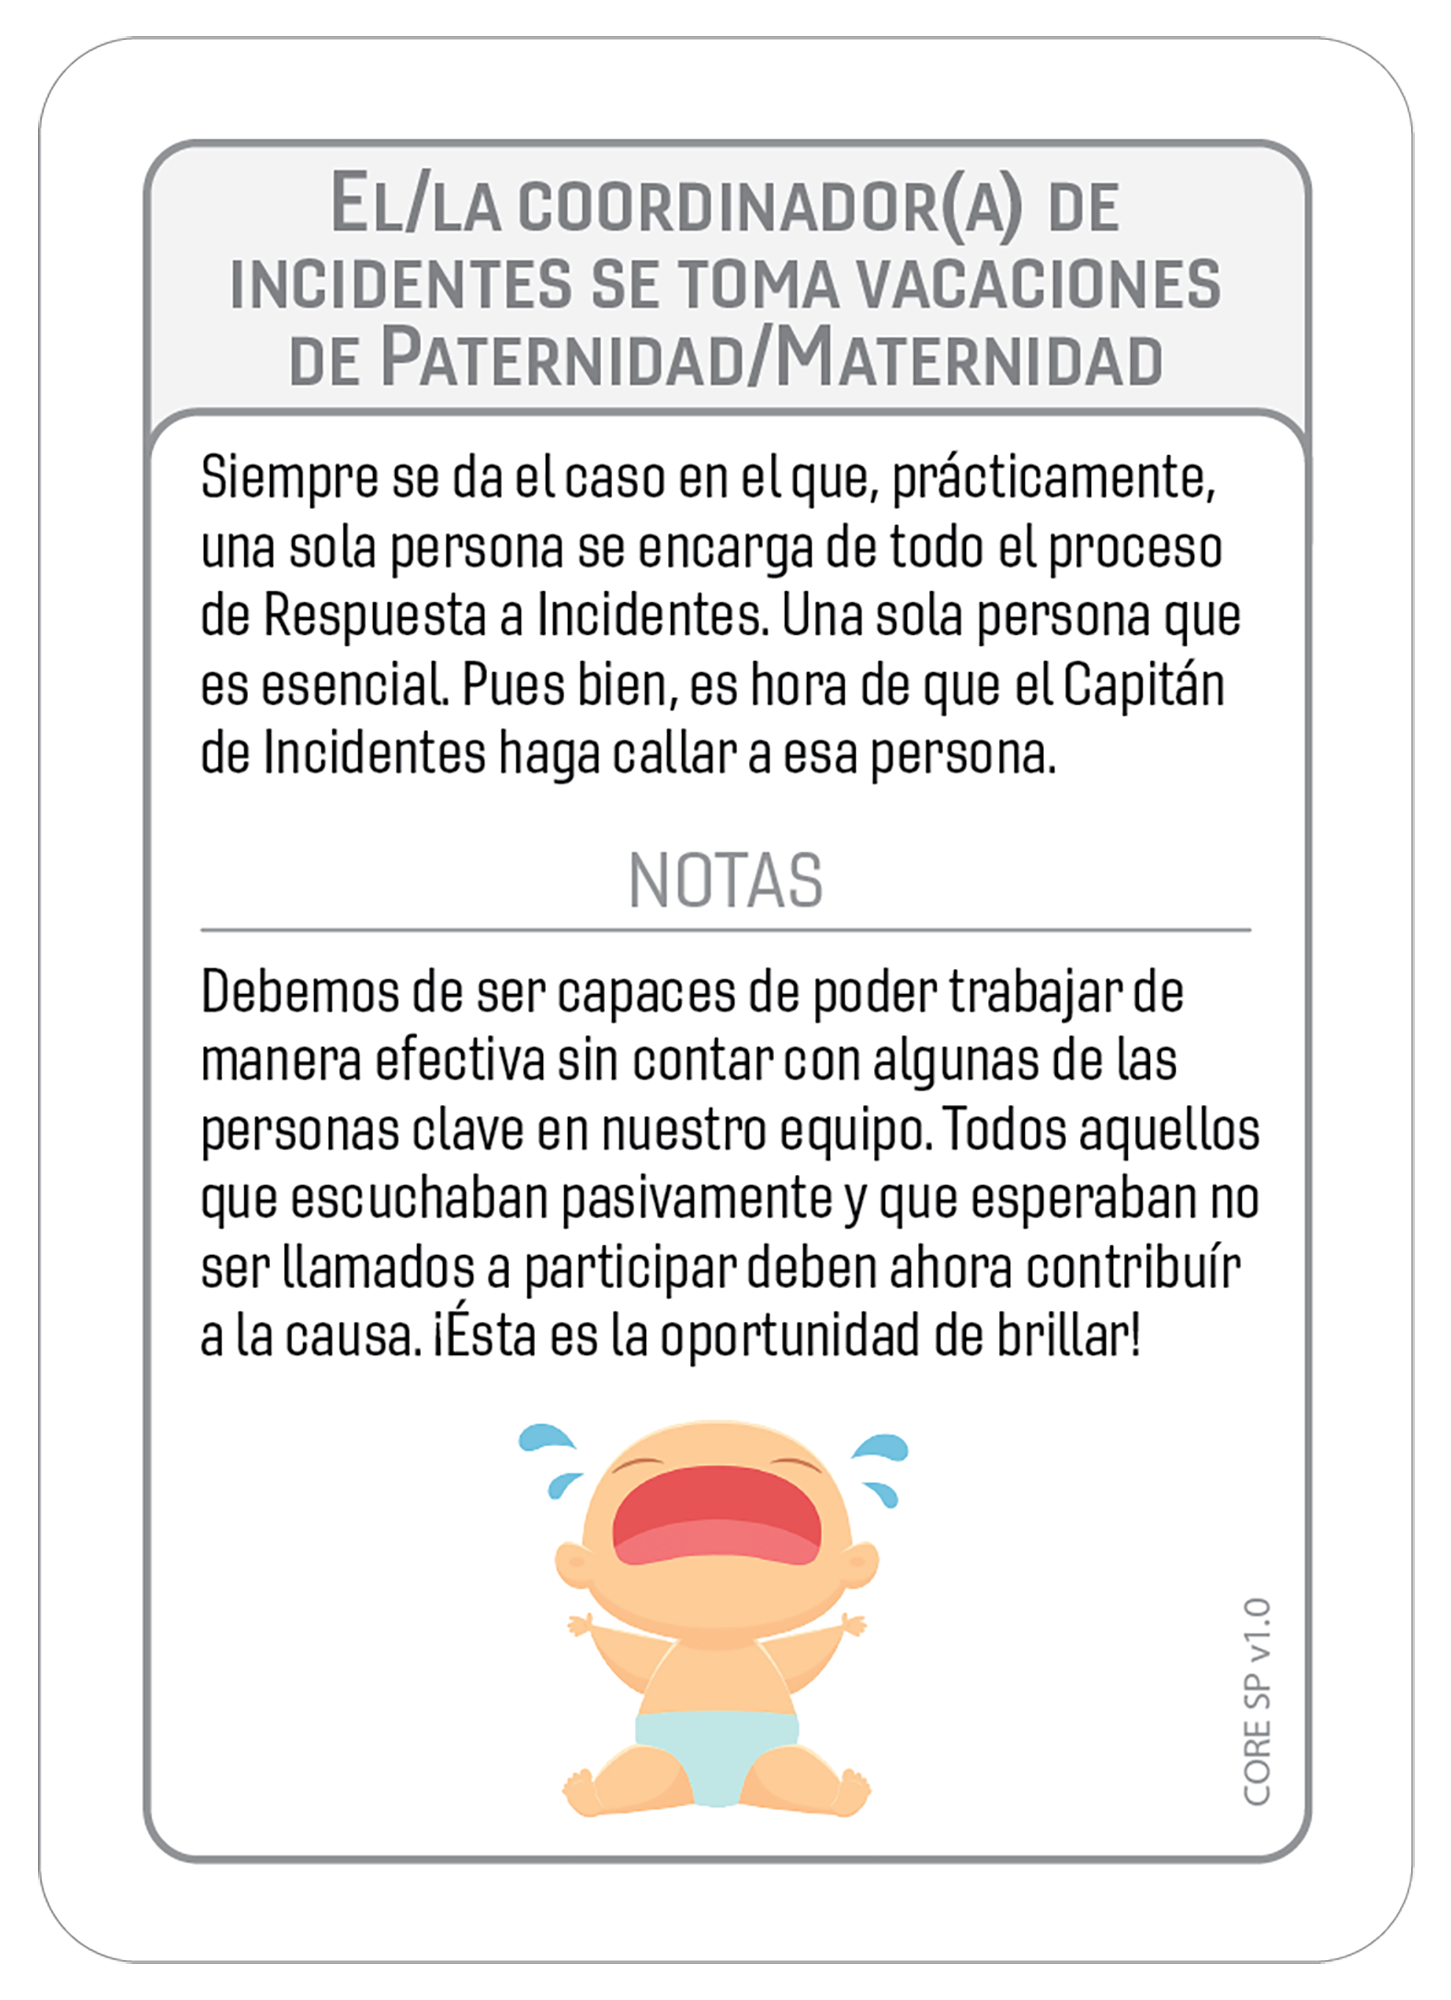 El/la coordinador(a) de
incidentes se toma vacaciones
de Paternidad/Maternidad
Siempre se da el caso en el que, prácticamente,
una sola persona se encarga de todo el proceso
de Respuesta a Incidentes. Una sola persona que
es esencial. Pues bien, es hora de que el Capitán
de Incidentes haga callar a esa persona.
NOTAS
Debemos de ser capaces de poder trabajar de
manera efectiva sin contar con algunas de las
personas clave en nuestro equipo. Todos aquellos
que escuchaban pasivamente y que esperaban no
ser llamados a participar deben ahora contribuír
a la causa. ¡Ésta es la oportunidad de brillar!
CORE SP v1.0